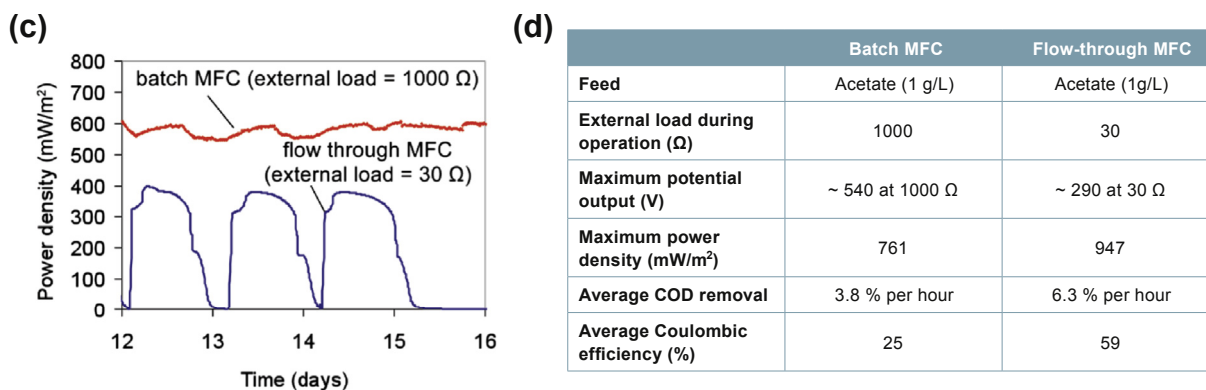 (c)
800
700
600
500
400
300
200
100
0
Power density (mW/m²)
batch MFC (external load = 1000 Ω)
flow through MFC
(external load = 30 Ω)
12 13 14 15 16
Time (days)
(d)
Batch MFC Flow-through MFC
Feed Acetate (1 g/L) Acetate (1g/L)
External load during
operation (Ω) 1000 30
Maximum potential
output (V) ~ 540 at 1000 Ω ~ 290 at 30 Ω
Maximum power
density (mW/m²) 761 947
Average COD removal 3.8 % per hour 6.3 % per hour
Average Coulombic
efficiency (%) 25 59